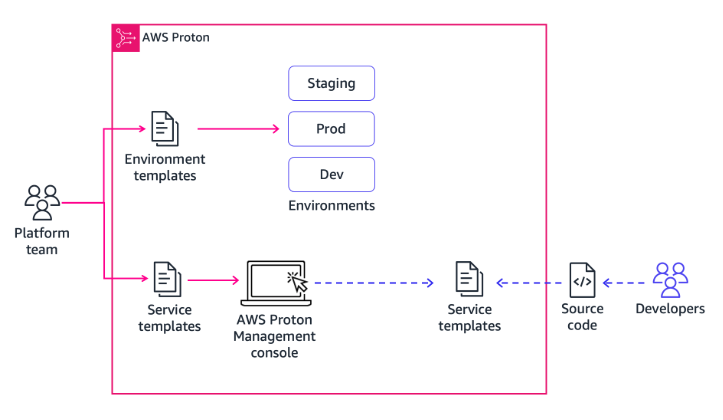 AWS Proton
Staging
Prod
Dev
Environments
Environment
templates
Platform
team
Service
templates
AWS Proton
Management
console
Service
templates
Source
code
Developers